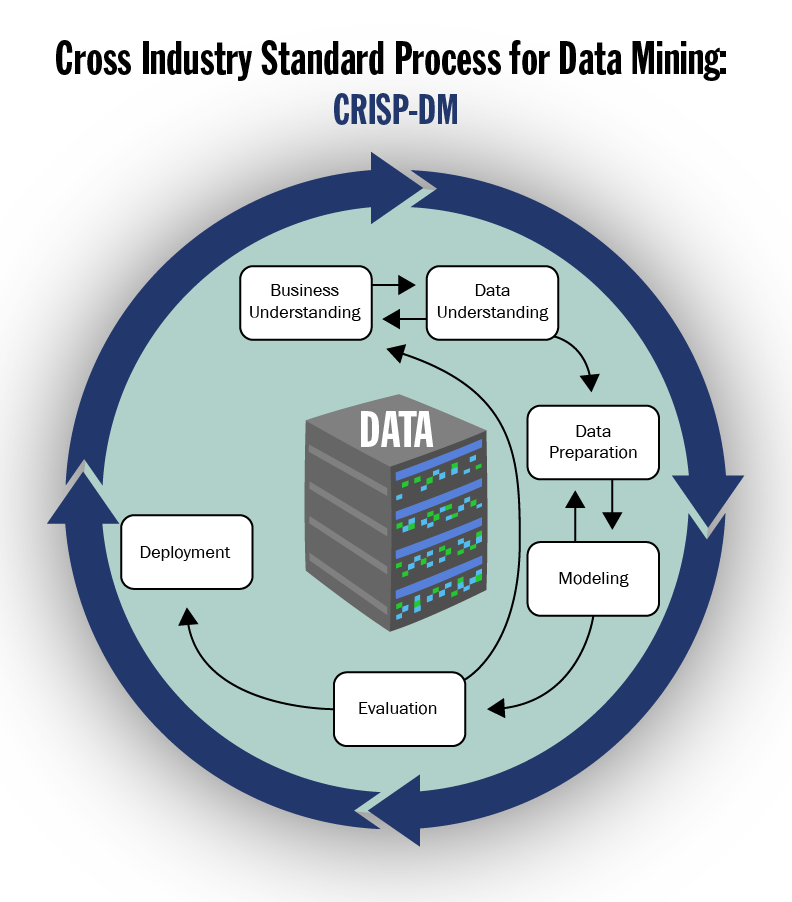 Cross Industry Standard Process for Data Mining:
CRISP-DM
Business
Understanding
Data
Understanding
DATA
Data
Preparation
Deployment
Modeling
Evaluation